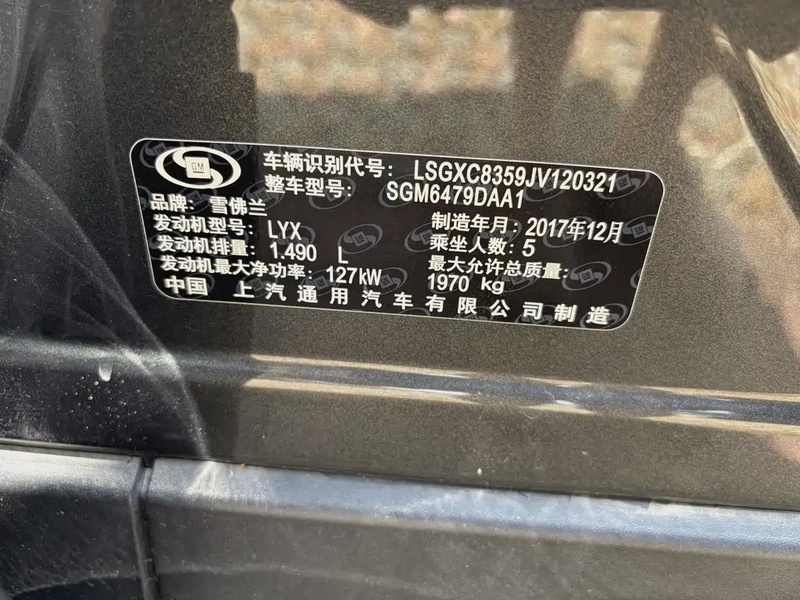 GM
车辆识别代号: LSGXC8359JV120321
整车型号: SGM6479DAA1
品牌: 雪佛兰
制造年月: 2017年12月
发动机型号: LYX
乘坐人数: 5
发动机排量: 1.490 L
最大允许总质量:
发动机最大净功率: 127kW
1970 kg
中国 上汽通用汽车有限公司制造